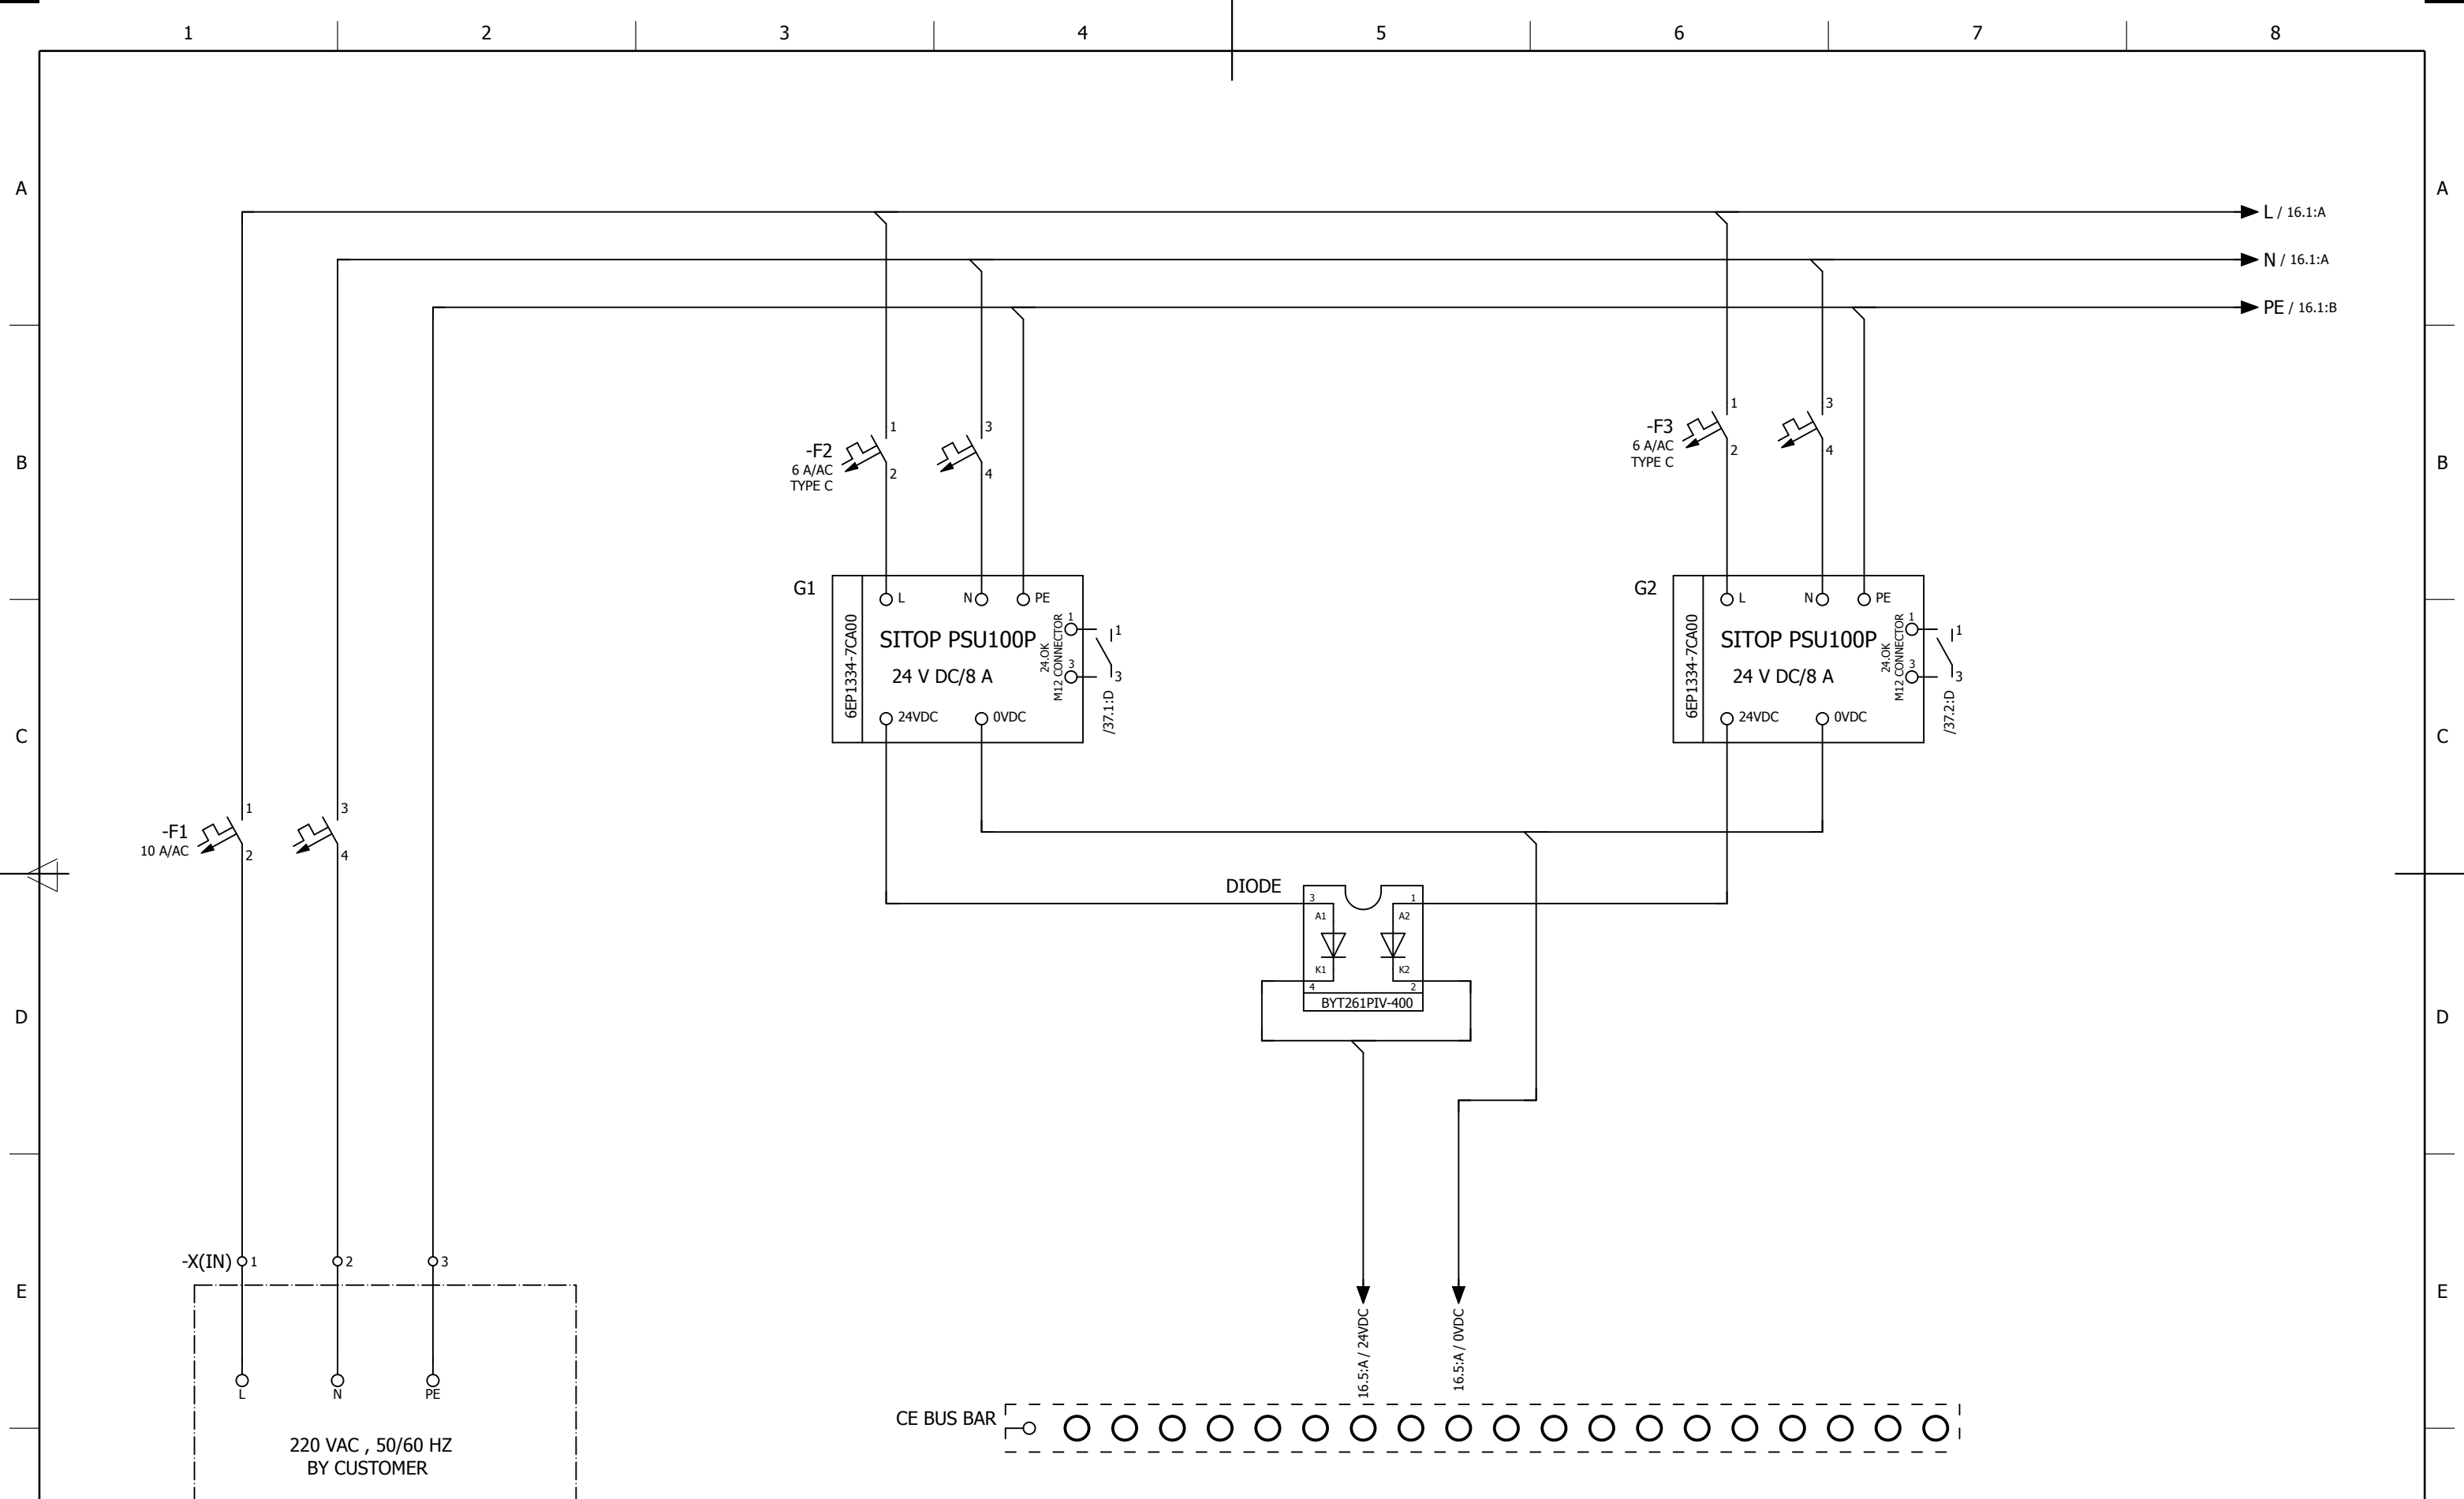 1 2 3 4 5 6 7 8
A A
L / 16.1:A
N / 16.1:A
PE / 16.1:B
B B
-F2
6 A/AC
TYPE C
1 3
2 4
-F3
6 A/AC
TYPE C
1 3
2 4
G1
6EP1334-7CA00
L N PE
SITOP PSU100P
24 V DC/8 A
24VDC 0VDC
24.OK
M12 CONNECTOR
1 1
3 3
/37.1:D
G2
6EP1334-7CA00
L N PE
SITOP PSU100P
24 V DC/8 A
24VDC 0VDC
24.OK
M12 CONNECTOR
1 1
3 3
/37.2:D
C C
-F1
10 A/AC
1 3
2 4
DIODE
3 1
A1 A2
K1 K2
4 2
BYT261PIV-400
D D
-X(IN) 1 2 3
E E
16.5:A / 24VDC
16.5:A / 0VDC
L N PE
CE BUS BAR
220 VAC , 50/60 HZ
BY CUSTOMER